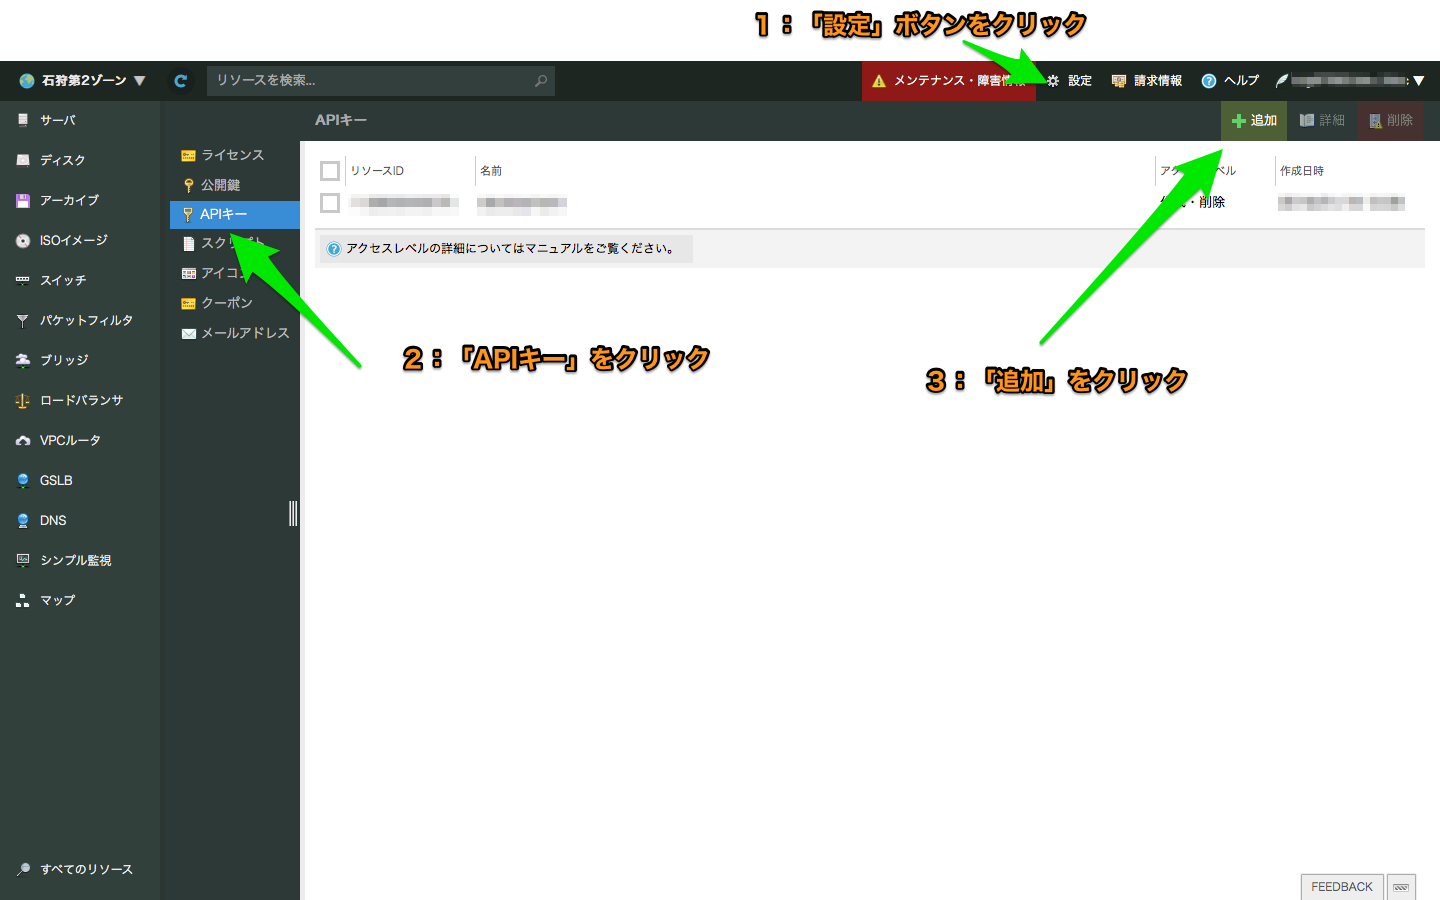 1：「設定」ボタンをクリック
石狩第2ゾーン ▼
リソースを検索...
メンテナンス・障害情報
設定
請求情報
ヘルプ
サーバ
ディスク
アーカイブ
ISOイメージ
スイッチ
パケットフィルタ
ブリッジ
ロードバランサ
VPCルータ
GSLB
DNS
シンプル監視
マップ
すべてのリソース
ライセンス
公開鍵
APIキー
スクリプト
アイコン
クーポン
メールアドレス
APIキー
追加
詳細
削除
リソースID
名前
アクセスレベル
作成日時
作成・削除
アクセスレベルの詳細についてはマニュアルをご覧ください。
2：「APIキー」をクリック
3：「追加」をクリック
FEEDBACK